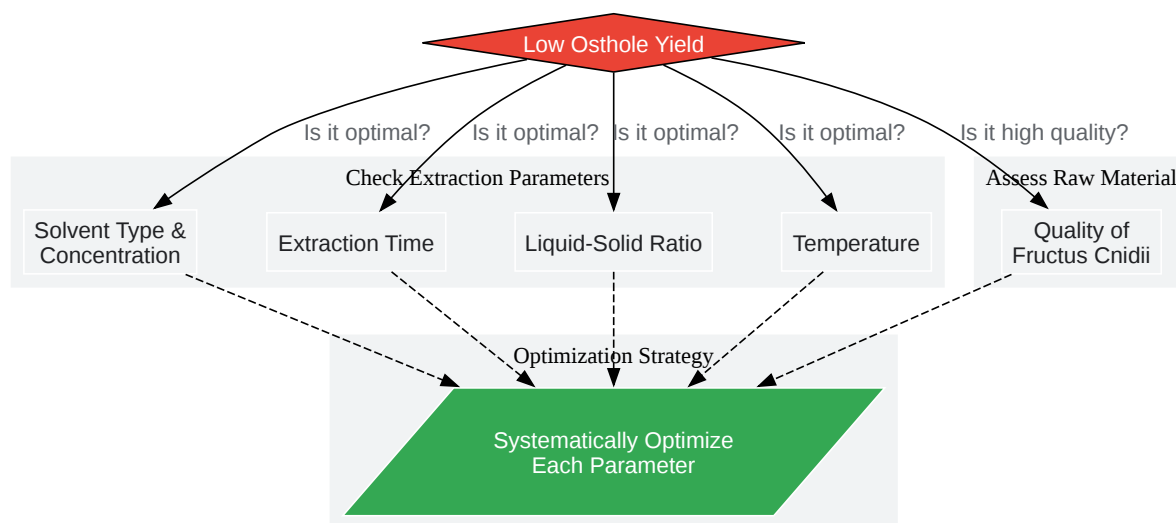 Low Osthole Yield
Is it optimal?
Is it optimal?
Is it optimal?
Is it optimal?
Is it high quality?
Check Extraction Parameters
Assess Raw Material
Solvent Type &
Concentration
Extraction Time
Liquid-Solid Ratio
Temperature
Quality of
Fructus Cnidii
Optimization Strategy
Systematically Optimize
Each Parameter